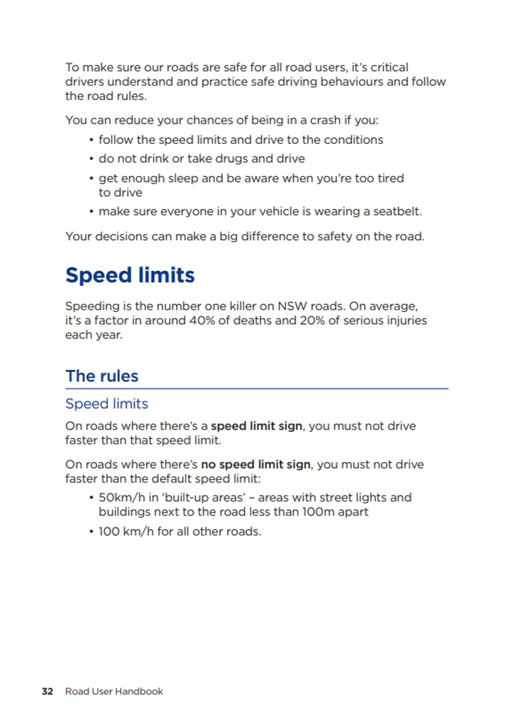 To make sure our roads are safe for all road users, it's critical
drivers understand and practice safe driving behaviours and follow
the road rules.
You can reduce your chances of being in a crash if you:
• follow the speed limits and drive to the conditions
• do not drink or take drugs and drive
• get enough sleep and be aware when you're too tired
to drive
• make sure everyone in your vehicle is wearing a seatbelt.
Your decisions can make a big difference to safety on the road.
Speed limits
Speeding is the number one killer on NSW roads. On average,
it's a factor in around 40% of deaths and 20% of serious injuries
each year.
The rules
Speed limits
On roads where there's a speed limit sign, you must not drive
faster than that speed limit.
On roads where there's no speed limit sign, you must not drive
faster than the default speed limit:
• 50km/h in 'built-up areas' – areas with street lights and
buildings next to the road less than 100m apart
• 100 km/h for all other roads.
32 Road User Handbook